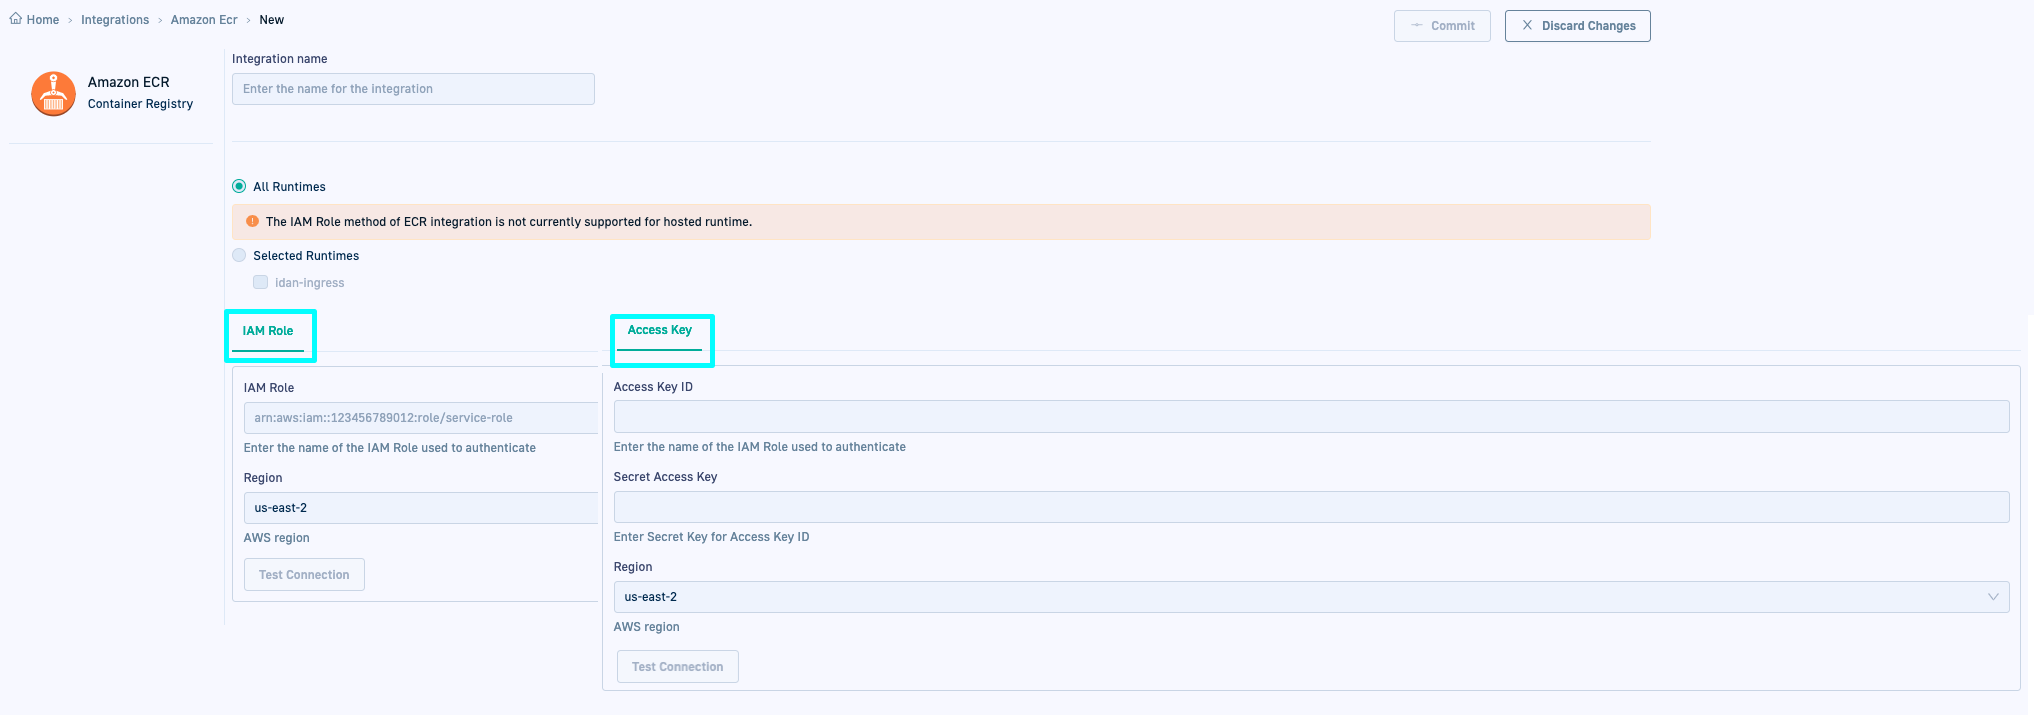 Home > Integrations > Amazon Ecr > New
Commit
Discard Changes
Amazon ECR
Container Registry
Integration name
Enter the name for the integration
All Runtimes
The IAM Role method of ECR integration is not currently supported for hosted runtime.
Selected Runtimes
idan-ingress
IAM Role
IAM Role
arn:aws:iam::123456789012:role/service-role
Enter the name of the IAM Role used to authenticate
Region
us-east-2
AWS region
Test Connection
Access Key
Access Key ID
Enter the name of the IAM Role used to authenticate
Secret Access Key
Enter Secret Key for Access Key ID
Region
us-east-2
AWS region
Test Connection